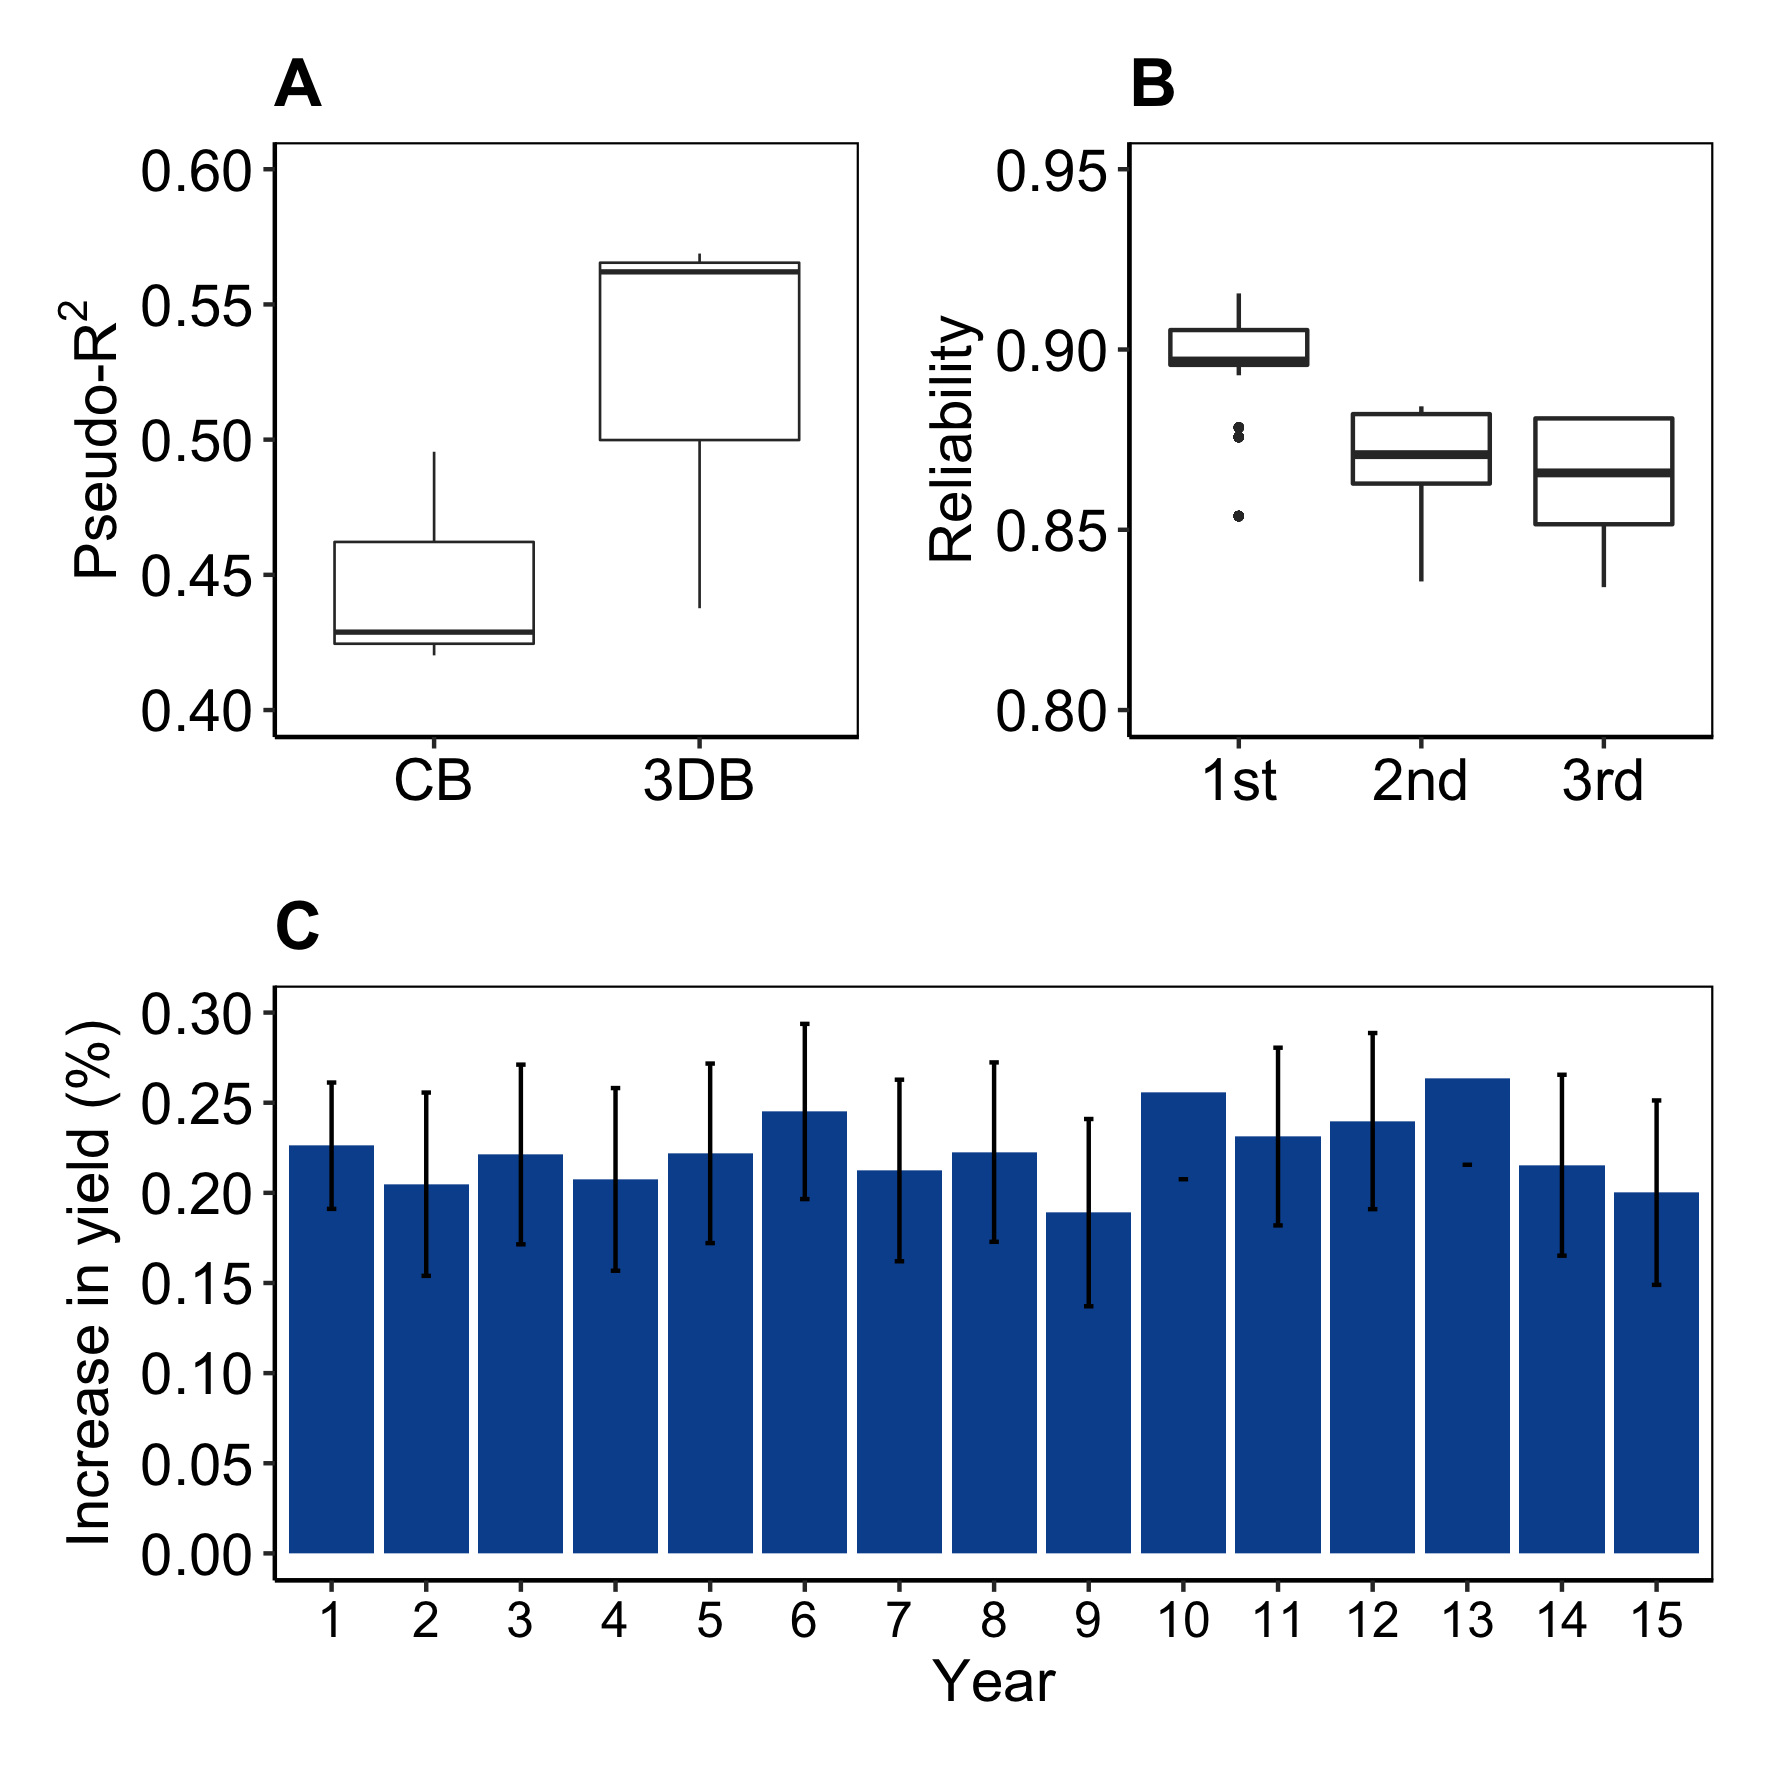 A
Pseudo-R²
0.60
0.55
0.50
0.45
0.40
CB 3DB
B
Reliability
0.95
0.90
0.85
0.80
1st 2nd 3rd
C
Increase in yield (%)
0.30
0.25
0.20
0.15
0.10
0.05
0.00
1 2 3 4 5 6 7 8 9 10 11 12 13 14 15
Year